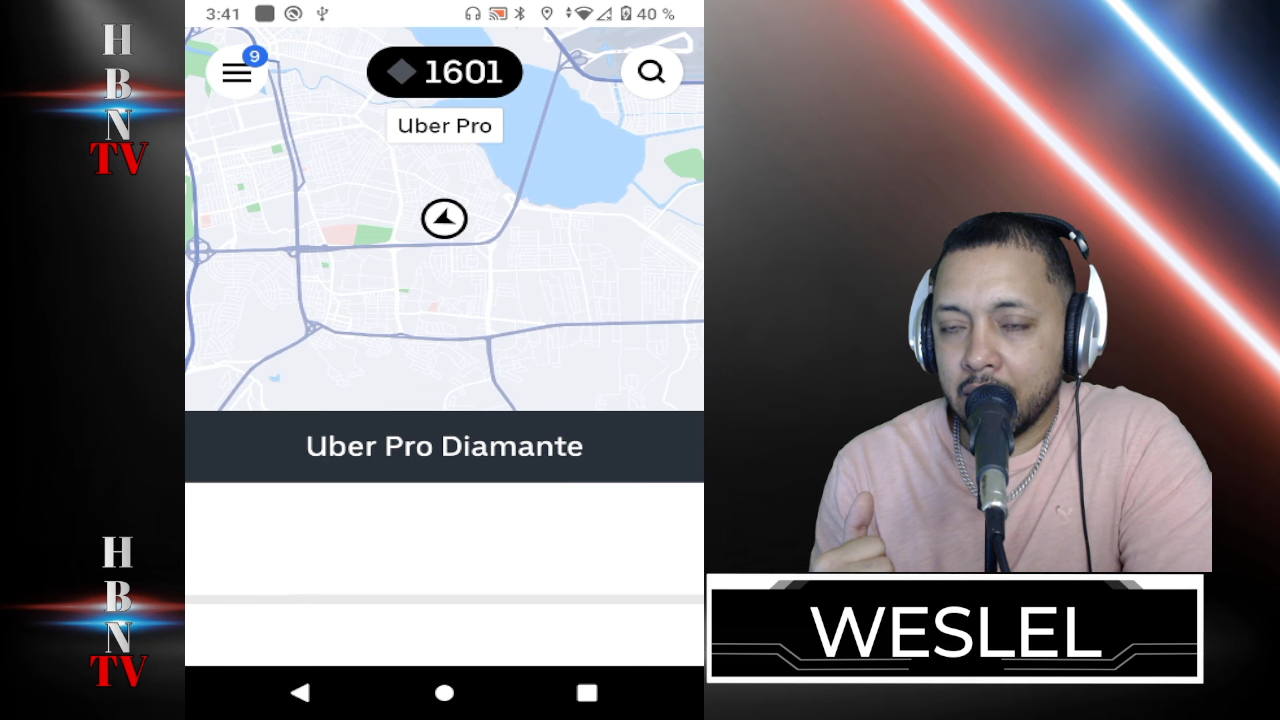 H
B
N
TV
3:41
40 %
9
1601
Uber Pro
Uber Pro Diamante
H
B
N
TV
WESLEL